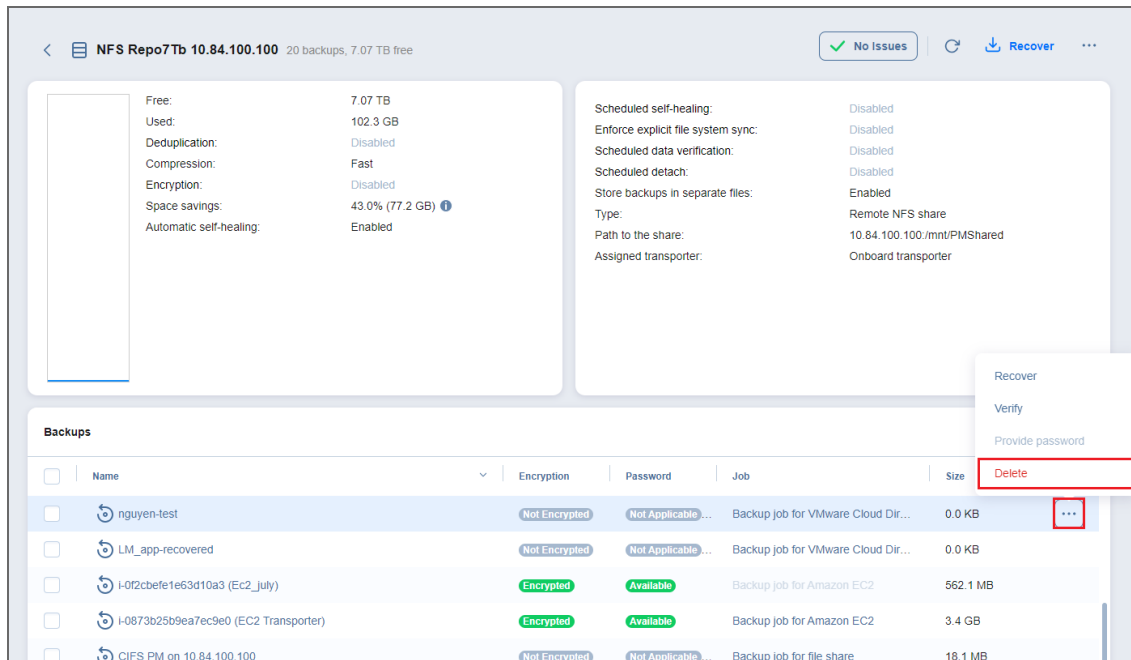 NFS Repo7Tb 10.84.100.100 20 backups, 7.07 TB free
No Issues
Recover
Free: 7.07 TB
Used: 102.3 GB
Deduplication: Disabled
Compression: Fast
Encryption: Disabled
Space savings: 43.0% (77.2 GB)
Automatic self-healing: Enabled
Scheduled self-healing: Disabled
Enforce explicit file system sync: Disabled
Scheduled data verification: Disabled
Scheduled detach: Disabled
Store backups in separate files: Enabled
Type: Remote NFS share
Path to the share: 10.84.100.100:/mnt/PMShared
Assigned transporter: Onboard transporter
Recover
Verify
Provide password
Delete
Backups
Name Encryption Password Job Size
nguyen-test Not Encrypted Not Applicable... Backup job for VMware Cloud Dir... 0.0 KB
LM_app-recovered Not Encrypted Not Applicable... Backup job for VMware Cloud Dir... 0.0 KB
i-0f2cbefe1e63d10a3 (Ec2_july) Encrypted Available Backup job for Amazon EC2 562.1 MB
i-0873b25b9ea7ec9e0 (EC2 Transporter) Encrypted Available Backup job for Amazon EC2 3.4 GB
CIFS PM on 10.84.100.100 Not Encrypted Not Applicable... Backup job for file share 18.1 MB